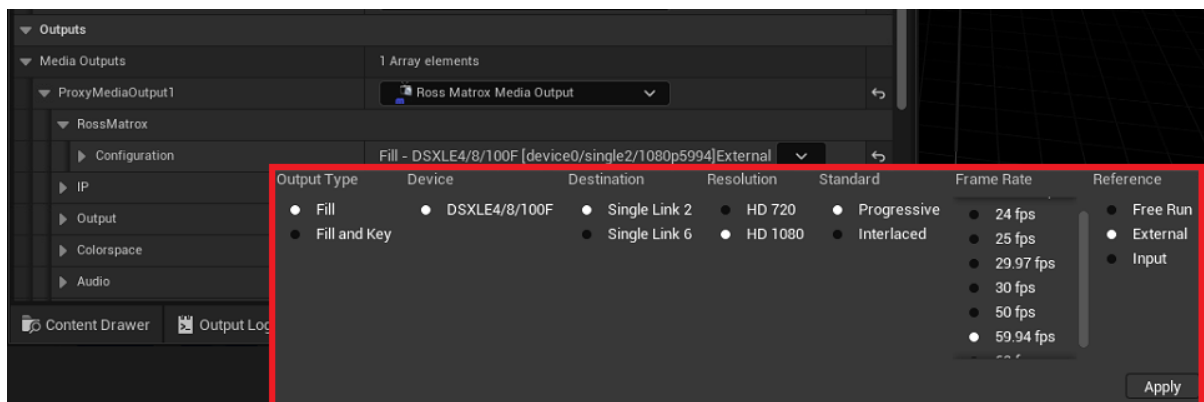 Outputs
Media Outputs 1 Array elements
ProxyMediaOutput1 Ross Matrox Media Output
RossMatrox
Configuration Fill - DSXLE4/8/100F [device0/single2/1080p5994]External
IP
Output
Colorspace
Audio
Content Drawer Output Log
Output Type Device Destination Resolution Standard Frame Rate Reference
Fill DSXLE4/8/100F Single Link 2 HD 720 Progressive 24 fps Free Run
Fill and Key Single Link 6 HD 1080 Interlaced 25 fps External
29.97 fps Input
30 fps
50 fps
59.94 fps
Apply